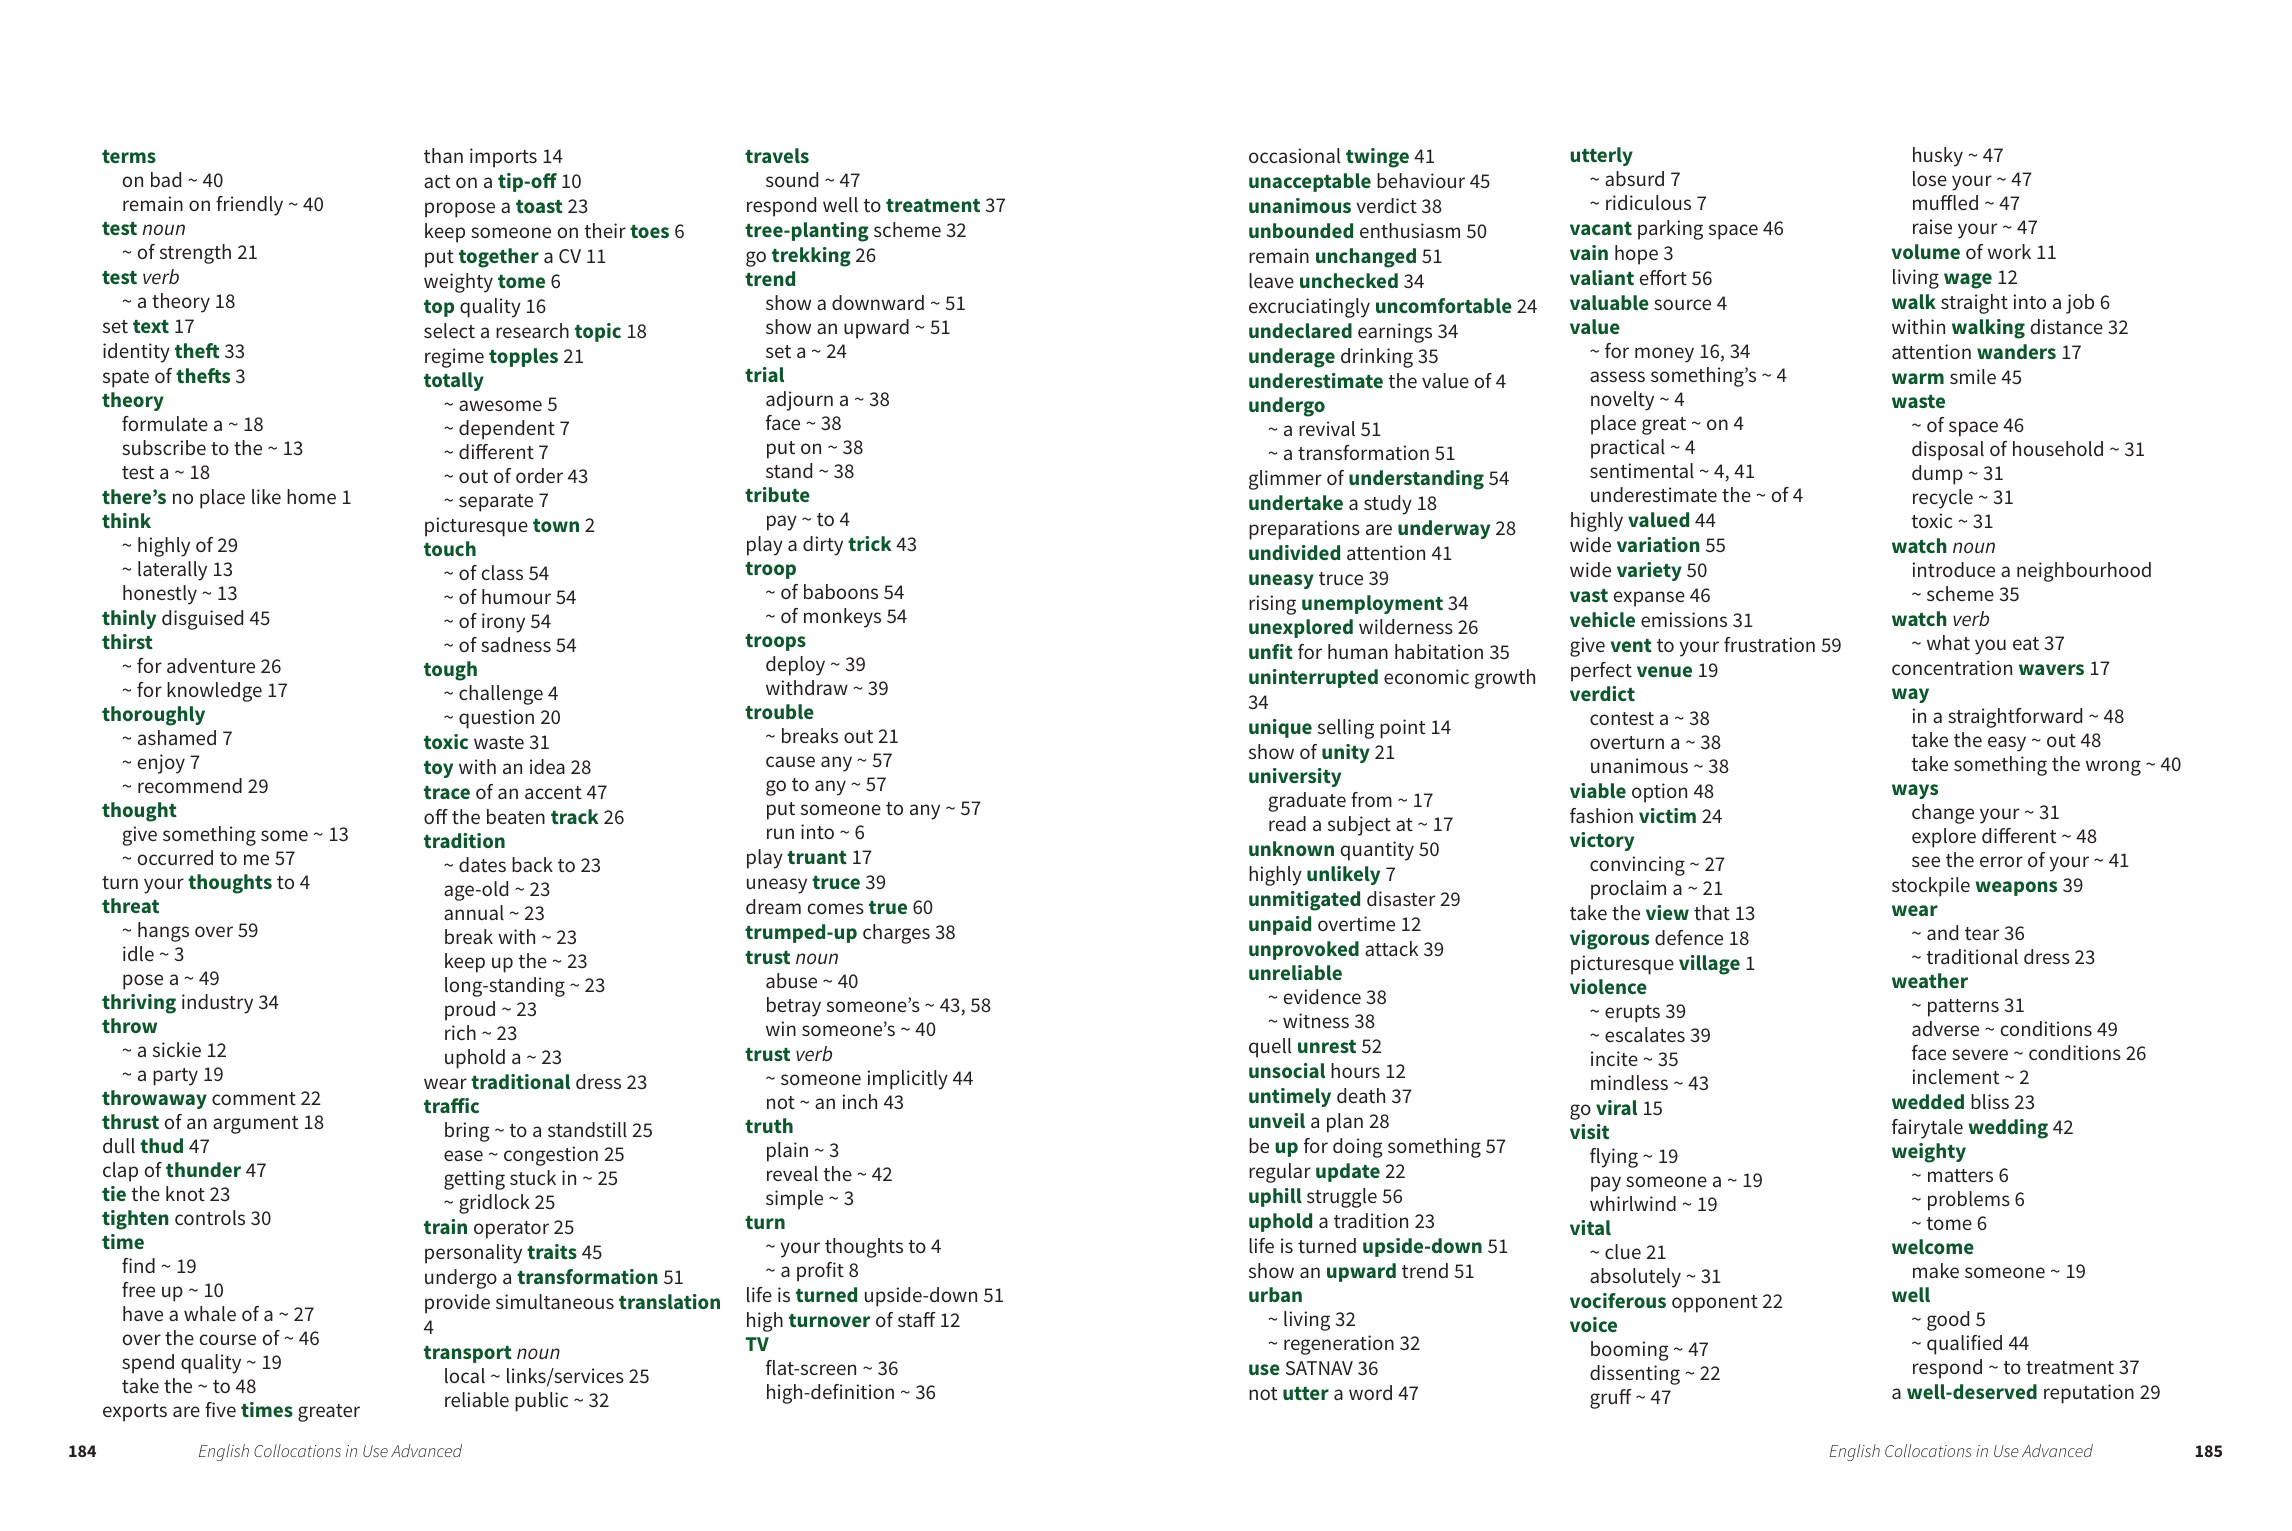 terms
on bad ~ 40
remain on friendly ~ 40
test noun
~ of strength 21
test verb
~ a theory 18
set text 17
identity theft 33
spate of thefts 3
theory
formulate a ~ 18
subscribe to the ~ 13
test a ~ 18
there’s no place like home 1
think
~ highly of 29
~ laterally 13
honestly ~ 13
thinly disguised 45
thirst
~ for adventure 26
~ for knowledge 17
thoroughly
~ ashamed 7
~ enjoy 7
~ recommend 29
thought
give something some ~ 13
~ occurred to me 57
turn your thoughts to 4
threat
~ hangs over 59
idle ~ 3
pose a ~ 49
thriving industry 34
throw
~ a sickie 12
~ a party 19
throwaway comment 22
thrust of an argument 18
dull thud 47
clap of thunder 47
tie the knot 23
tighten controls 30
time
find ~ 19
free up ~ 10
have a whale of a ~ 27
over the course of ~ 46
spend quality ~ 19
take the ~ to 48
exports are five times greater
than imports 14
act on a tip-off 10
propose a toast 23
keep someone on their toes 6
put together a CV 11
weighty tome 6
top quality 16
select a research topic 18
regime topples 21
totally
~ awesome 5
~ dependent 7
~ different 7
~ out of order 43
~ separate 7
picturesque town 2
touch
~ of class 54
~ of humour 54
~ of irony 54
~ of sadness 54
tough
~ challenge 4
~ question 20
toxic waste 31
toy with an idea 28
trace of an accent 47
off the beaten track 26
tradition
~ dates back to 23
age-old ~ 23
annual ~ 23
break with ~ 23
keep up the ~ 23
long-standing ~ 23
proud ~ 23
rich ~ 23
uphold a ~ 23
wear traditional dress 23
traffic
bring ~ to a standstill 25
ease ~ congestion 25
getting stuck in ~ 25
~ gridlock 25
train operator 25
personality traits 45
undergo a transformation 51
provide simultaneous translation
4
transport noun
local ~ links/services 25
reliable public ~ 32
travels
sound ~ 47
respond well to treatment 37
tree-planting scheme 32
go trekking 26
trend
show a downward ~ 51
show an upward ~ 51
set a ~ 24
trial
adjourn a ~ 38
face ~ 38
put on ~ 38
stand ~ 38
tribute
pay ~ to 4
play a dirty trick 43
troop
~ of baboons 54
~ of monkeys 54
troops
deploy ~ 39
withdraw ~ 39
trouble
~ breaks out 21
cause any ~ 57
go to any ~ 57
put someone to any ~ 57
run into ~ 6
play truant 17
uneasy truce 39
dream comes true 60
trumped-up charges 38
trust noun
abuse ~ 40
betray someone’s ~ 43, 58
win someone’s ~ 40
trust verb
~ someone implicitly 44
not ~ an inch 43
truth
plain ~ 3
reveal the ~ 42
simple ~ 3
turn
~ your thoughts to 4
~ a profit 8
life is turned upside-down 51
high turnover of staff 12
TV
flat-screen ~ 36
high-definition ~ 36
184 English Collocations in Use Advanced
occasional twinge 41
unacceptable behaviour 45
unanimous verdict 38
unbounded enthusiasm 50
remain unchanged 51
leave unchecked 34
excruciatingly uncomfortable 24
undeclared earnings 34
underage drinking 35
underestimate the value of 4
undergo
~ a revival 51
~ a transformation 51
glimmer of understanding 54
undertake a study 18
preparations are underway 28
undivided attention 41
uneasy truce 39
rising unemployment 34
unexplored wilderness 26
unfit for human habitation 35
uninterrupted economic growth
34
unique selling point 14
show of unity 21
university
graduate from ~ 17
read a subject at ~ 17
unknown quantity 50
highly unlikely 7
unmitigated disaster 29
unpaid overtime 12
unprovoked attack 39
unreliable
~ evidence 38
~ witness 38
quell unrest 52
unsocial hours 12
untimely death 37
unveil a plan 28
be up for doing something 57
regular update 22
uphill struggle 56
uphold a tradition 23
life is turned upside-down 51
show an upward trend 51
urban
~ living 32
~ regeneration 32
use SATNAV 36
not utter a word 47
utterly
~ absurd 7
~ ridiculous 7
vacant parking space 46
vain hope 3
valiant effort 56
valuable source 4
value
~ for money 16, 34
assess something’s ~ 4
novelty ~ 4
place great ~ on 4
practical ~ 4
sentimental ~ 4, 41
underestimate the ~ of 4
highly valued 44
wide variation 55
wide variety 50
vast expanse 46
vehicle emissions 31
give vent to your frustration 59
perfect venue 19
verdict
contest a ~ 38
overturn a ~ 38
unanimous ~ 38
viable option 48
fashion victim 24
victory
convincing ~ 27
proclaim a ~ 21
take the view that 13
vigorous defence 18
picturesque village 1
violence
~ erupts 39
~ escalates 39
incite ~ 35
mindless ~ 43
go viral 15
visit
flying ~ 19
pay someone a ~ 19
whirlwind ~ 19
vital
~ clue 21
absolutely ~ 31
vociferous opponent 22
voice
booming ~ 47
dissenting ~ 22
gruff ~ 47
husky ~ 47
lose your ~ 47
muffled ~ 47
raise your ~ 47
volume of work 11
living wage 12
walk straight into a job 6
within walking distance 32
attention wanders 17
warm smile 45
waste
~ of space 46
disposal of household ~ 31
dump ~ 31
recycle ~ 31
toxic ~ 31
watch noun
introduce a neighbourhood
~ scheme 35
watch verb
~ what you eat 37
concentration wavers 17
way
in a straightforward ~ 48
take the easy ~ out 48
take something the wrong ~ 40
ways
change your ~ 31
explore different ~ 48
see the error of your ~ 41
stockpile weapons 39
wear
~ and tear 36
~ traditional dress 23
weather
~ patterns 31
adverse ~ conditions 49
face severe ~ conditions 26
inclement ~ 2
wedded bliss 23
fairytale wedding 42
weighty
~ matters 6
~ problems 6
~ tome 6
welcome
make someone ~ 19
well
~ good 5
~ qualified 44
respond ~ to treatment 37
a well-deserved reputation 29
English Collocations in Use Advanced 185